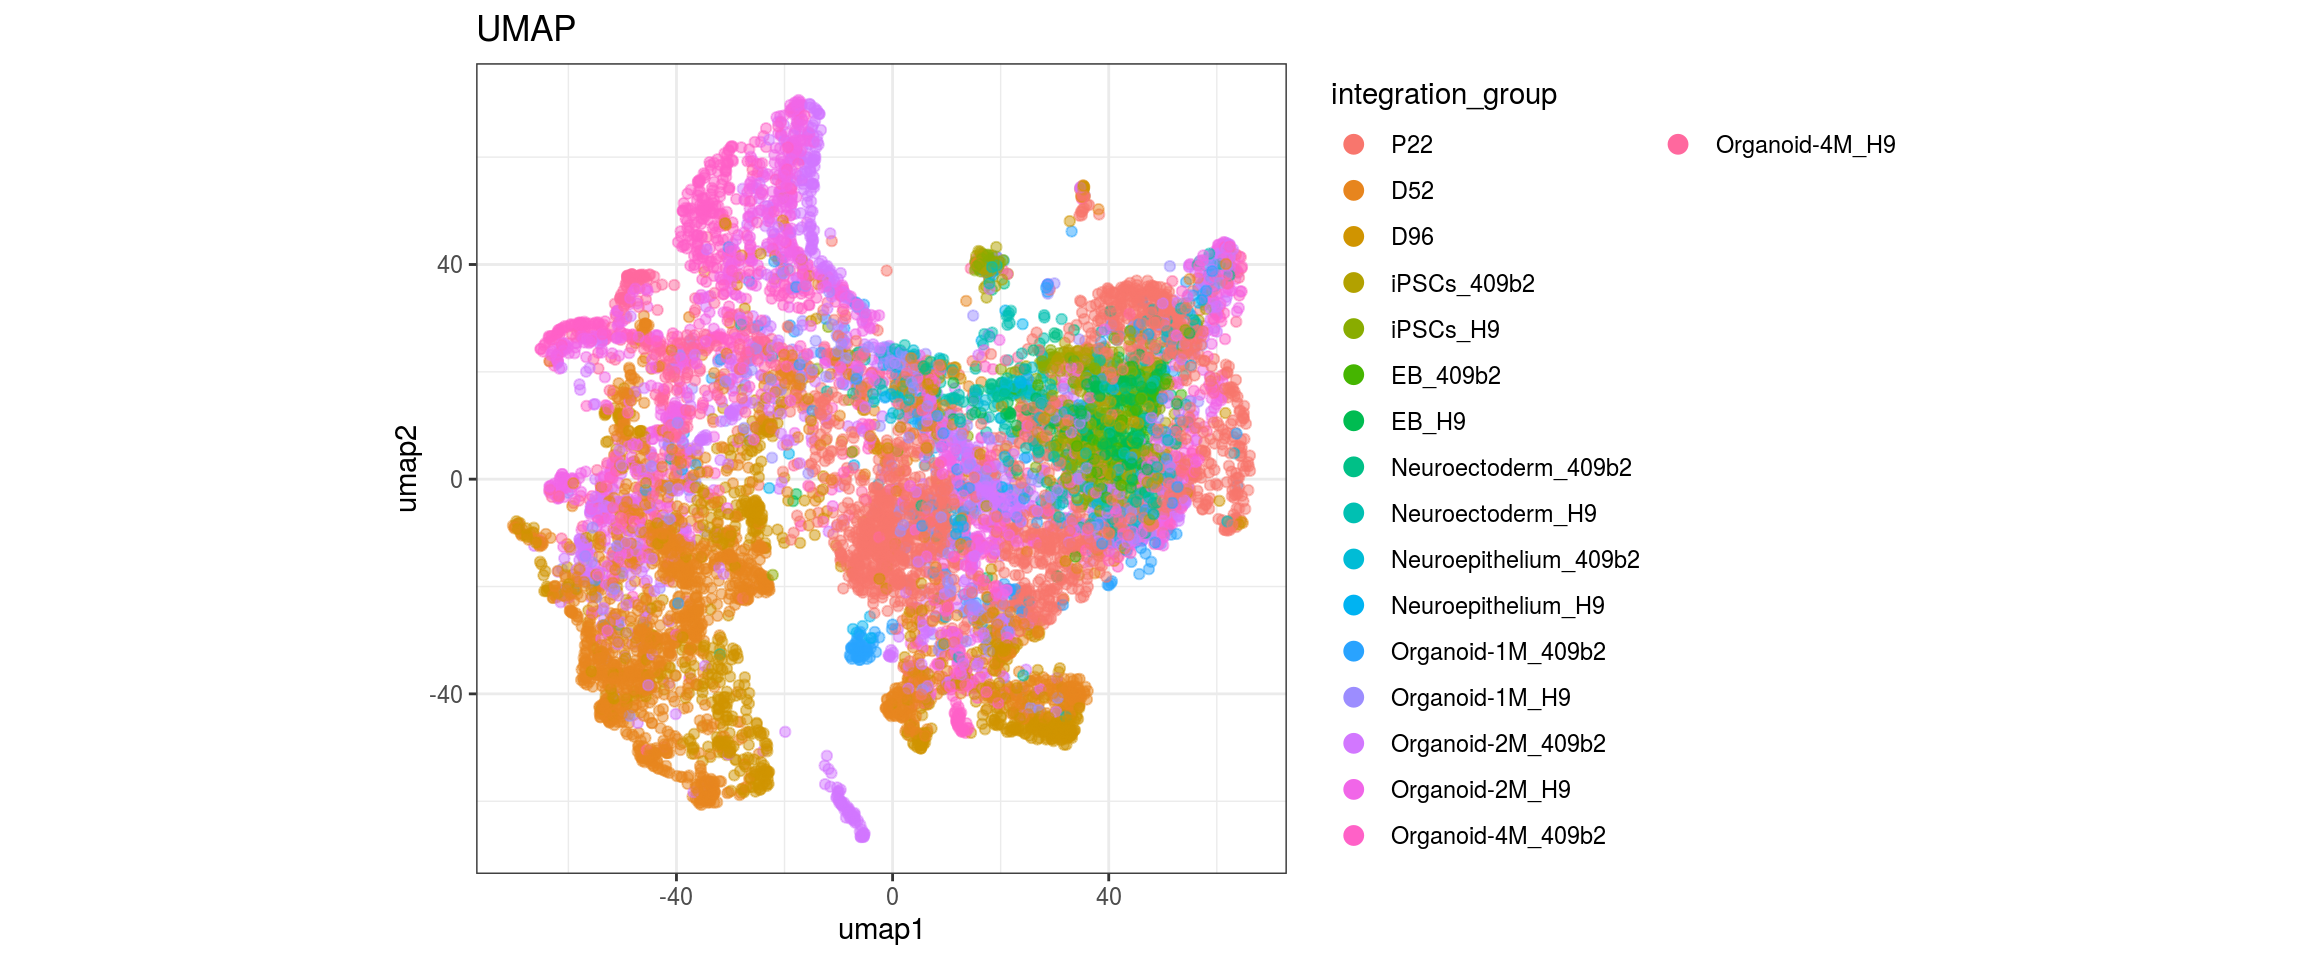 UMAP
umap2
40
0
-40
-40
0
40
umap1
integration_group
P22
D52
D96
iPSCs_409b2
iPSCs_H9
EB_409b2
EB_H9
Neuroectoderm_409b2
Neuroectoderm_H9
Neuroepithelium_409b2
Neuroepithelium_H9
Organoid-1M_409b2
Organoid-1M_H9
Organoid-2M_409b2
Organoid-2M_H9
Organoid-4M_409b2
Organoid-4M_H9